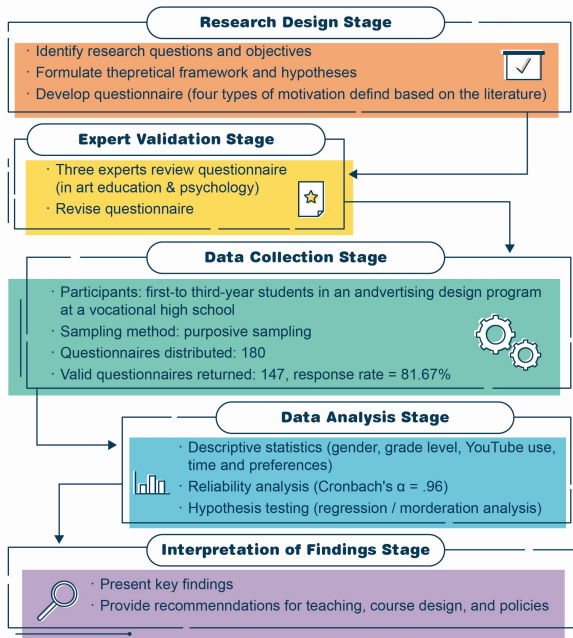 Research Design Stage
· Identify research questions and objectives
· Formulate thepretical framework and hypotheses
· Develop questionnaire (four types of motivation defind based on the literature)
Expert Validation Stage
· Three experts review questionnaire
(in art education & psychology)
· Revise questionnaire
Data Collection Stage
· Participants: first-to third-year students in an andvertising design program
at a vocational high school
· Sampling method: purposive sampling
· Questionnaires distributed: 180
· Valid questionnaires returned: 147, response rate = 81.67%
Data Analysis Stage
· Descriptive statistics (gender, grade level, YouTube use,
time and preferences)
· Reliability analysis (Cronbach's α = .96)
· Hypothesis testing (regression / morderation analysis)
Interpretation of Findings Stage
· Present key findings
· Provide recommenndations for teaching, course design, and policies